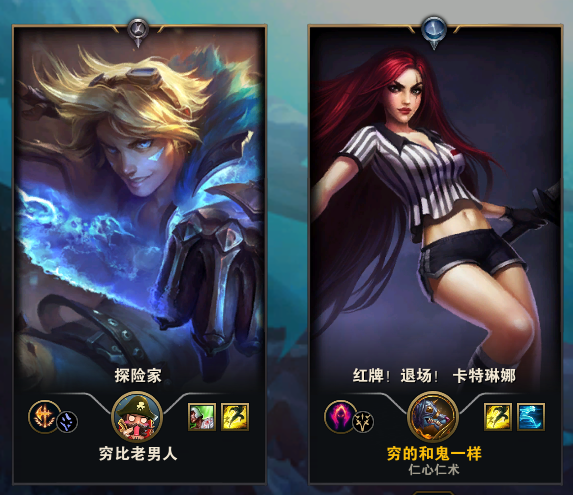 探险家
穷比老男人
红牌！退场！ 卡特琳娜
穷的和鬼一样
仁心仁术